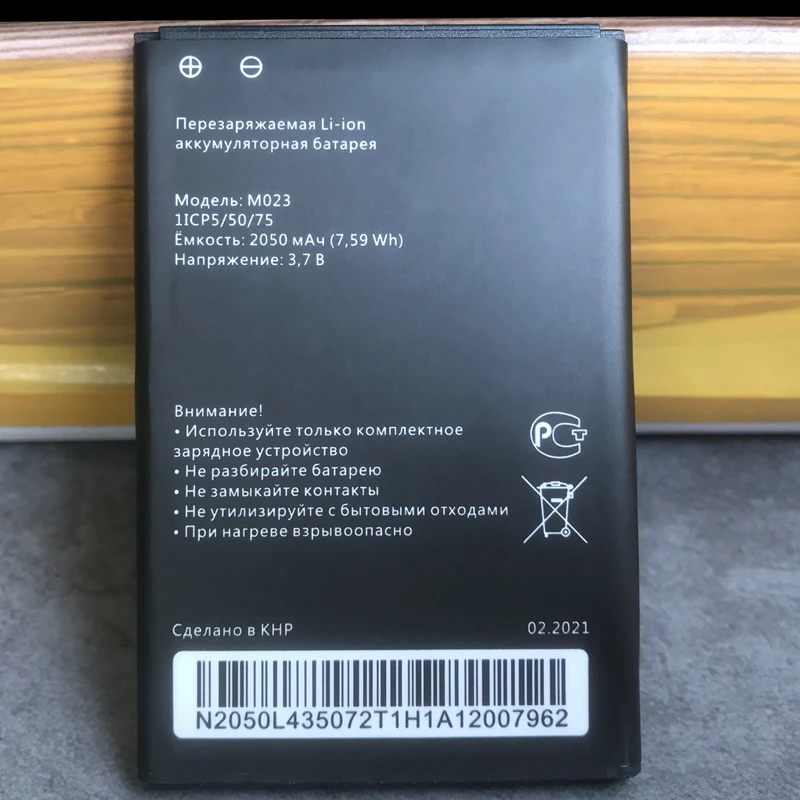 Перезаряжаемая Li-ion
аккумуляторная батарея
Модель: M023
1ICP5/50/75
Ёмкость: 2050 мАч (7,59 Wh)
Напряжение: 3,7 В
Внимание!
• Используйте только комплектное
зарядное устройство
• Не разбирайте батарею
• Не замыкайте контакты
• Не утилизируйте с бытовыми отходами
• При нагреве взрывоопасно
РСТ
Сделано в КНР 02.2021
N2050L435072T1H1A12007962